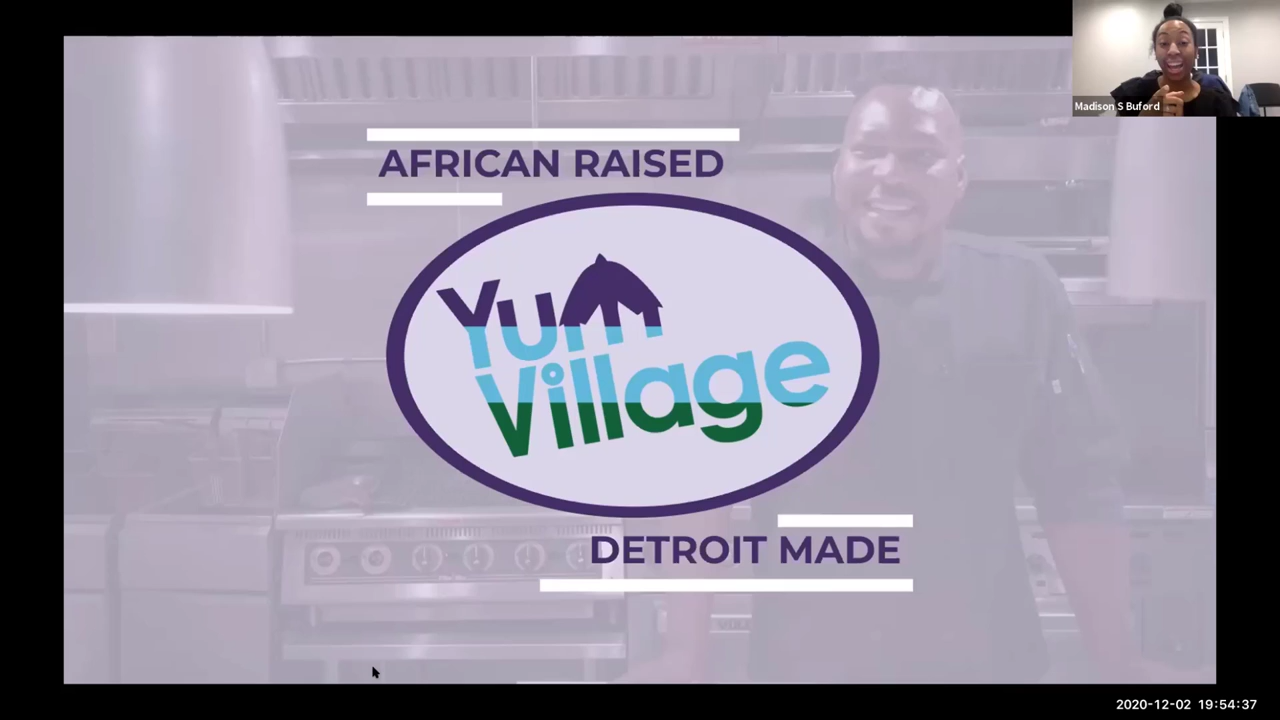 Madison S Buford
AFRICAN RAISED
Yum
Village
DETROIT MADE
2020-12-02 19:54:37